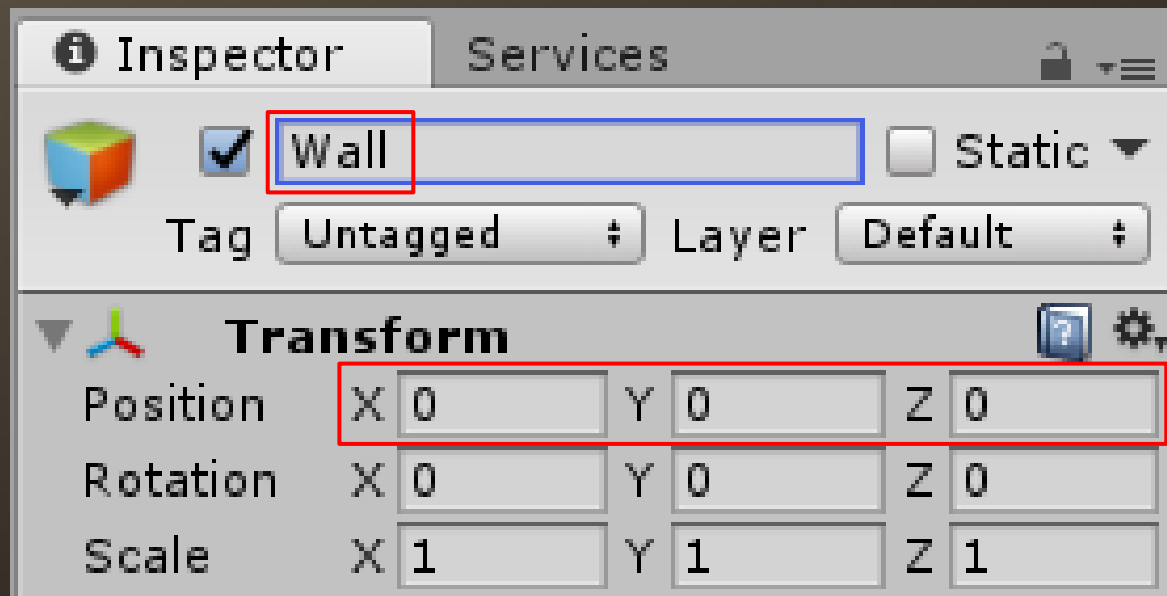 Inspector Services
Wall Static
Tag Untagged Layer Default
Transform
Position X 0 Y 0 Z 0
Rotation X 0 Y 0 Z 0
Scale X 1 Y 1 Z 1